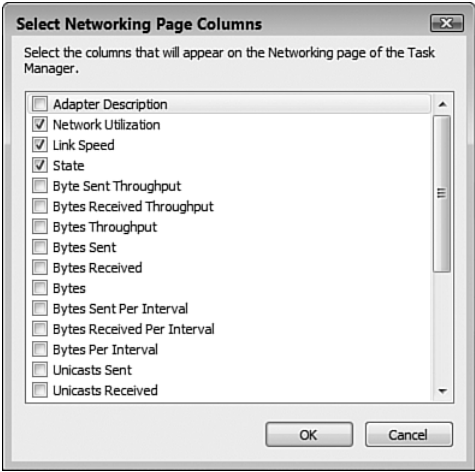 Select Networking Page Columns
Select the columns that will appear on the Networking page of the Task
Manager.
Adapter Description
Network Utilization
Link Speed
State
Byte Sent Throughput
Bytes Received Throughput
Bytes Throughput
Bytes Sent
Bytes Received
Bytes
Bytes Sent Per Interval
Bytes Received Per Interval
Bytes Per Interval
Unicasts Sent
Unicasts Received
OK
Cancel